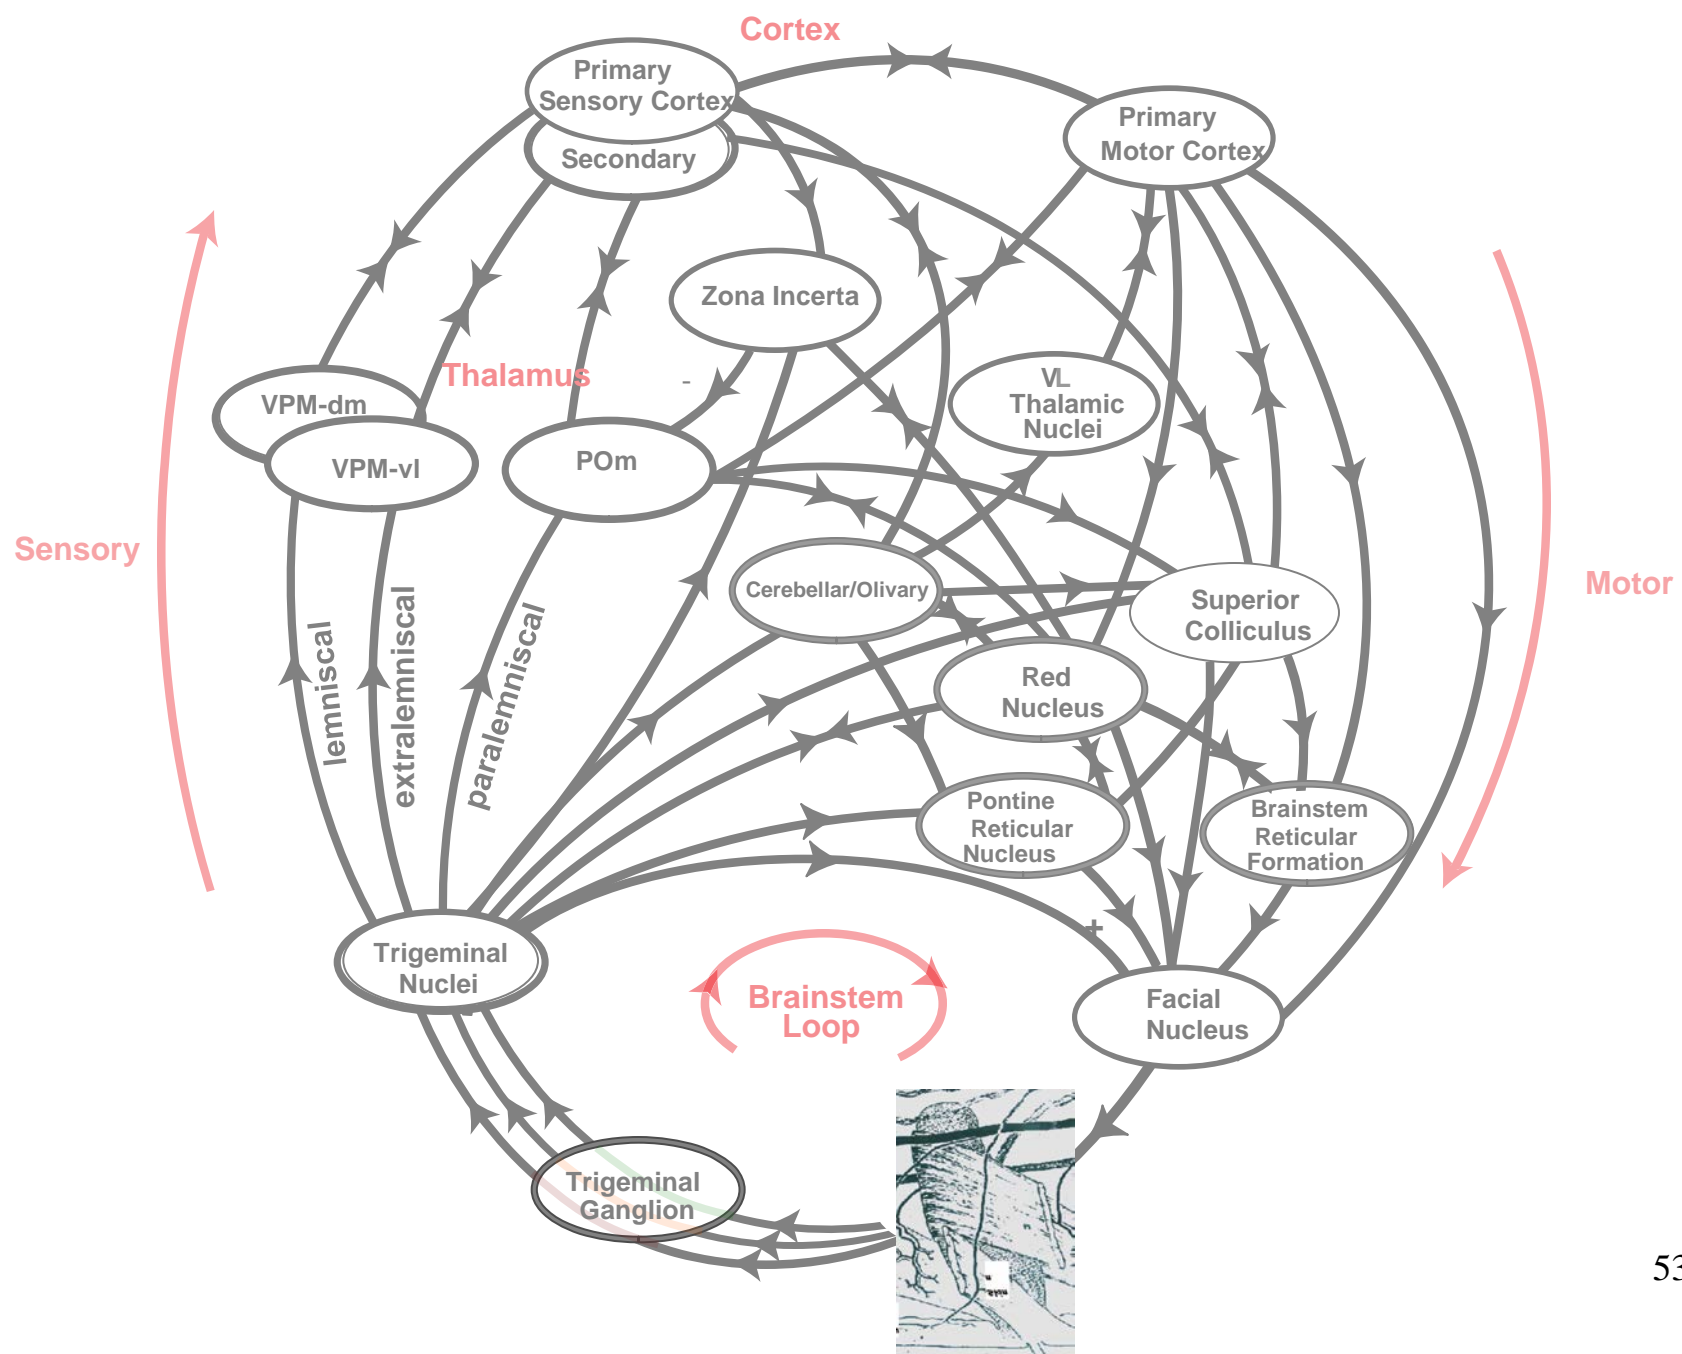 Cortex
Primary
Sensory Cortex
Secondary
Primary
Motor Cortex
Zona Incerta
Thalamus
-
VPM-dm
VPM-vl
POm
VL
Thalamic
Nuclei
Sensory
Motor
Cerebellar/Olivary
Superior
Colliculus
lemniscal
extralemniscal
paralemniscal
Red
Nucleus
Pontine
Reticular
Nucleus
Brainstem
Reticular
Formation
+
Trigeminal
Nuclei
Brainstem
Loop
Facial
Nucleus
Trigeminal
Ganglion
53